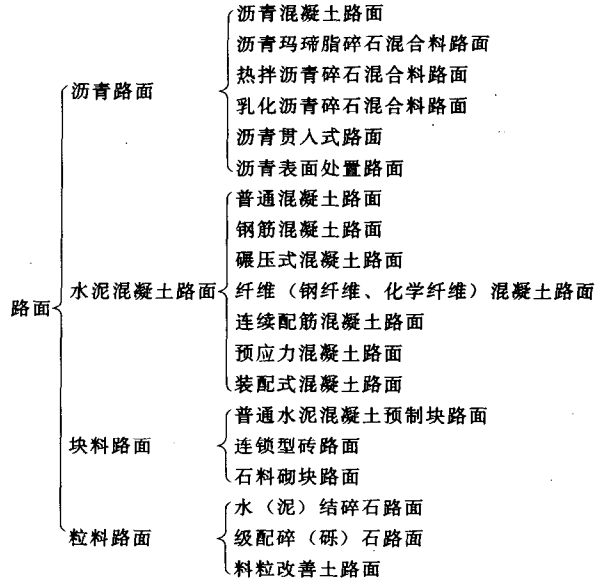 沥青混凝土路面
沥青玛𤧛脂碎石混合料路面
热拌沥青碎石混合料路面
沥青路面
乳化沥青碎石混合料路面
沥青贯入式路面
沥青表面处置路面
普通混凝土路面
钢筋混凝土路面
碾压式混凝土路面
水泥混凝土路面
纤维（钢纤维、化学纤维）混凝土路面
路面
连续配筋混凝土路面
预应力混凝土路面
装配式混凝土路面
普通水泥混凝土预制块路面
块料路面
连锁型砖路面
石料砌块路面
水（泥）结碎石路面
粒料路面
级配碎（砾）石路面
料粒改善土路面